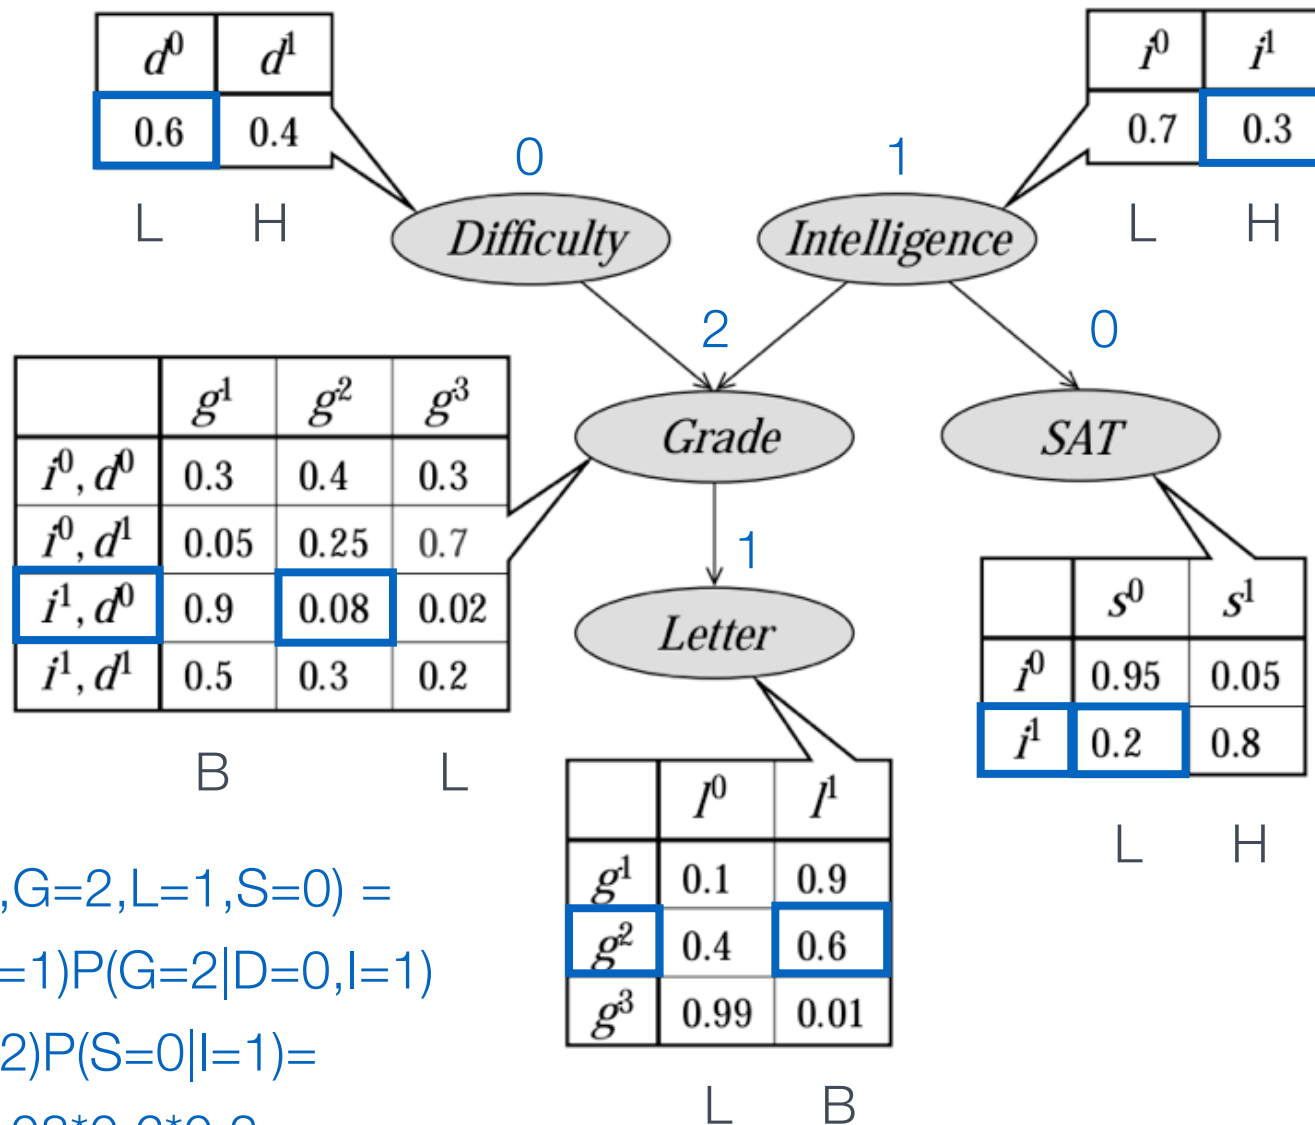 d⁰ d¹
0.6 0.4
L H
i⁰ i¹
0.7 0.3
L H
0 1
Difficulty Intelligence
2 0
Grade SAT
g¹ g² g³
i⁰, d⁰ 0.3 0.4 0.3
i⁰, d¹ 0.05 0.25 0.7
i¹, d⁰ 0.9 0.08 0.02
i¹, d¹ 0.5 0.3 0.2
B L
1
Letter
s⁰ s¹
i⁰ 0.95 0.05
i¹ 0.2 0.8
L H
l⁰ l¹
g¹ 0.1 0.9
g² 0.4 0.6
g³ 0.99 0.01
L B
,G=2,L=1,S=0) =
=1)P(G=2|D=0,I=1)
2)P(S=0|I=1)=